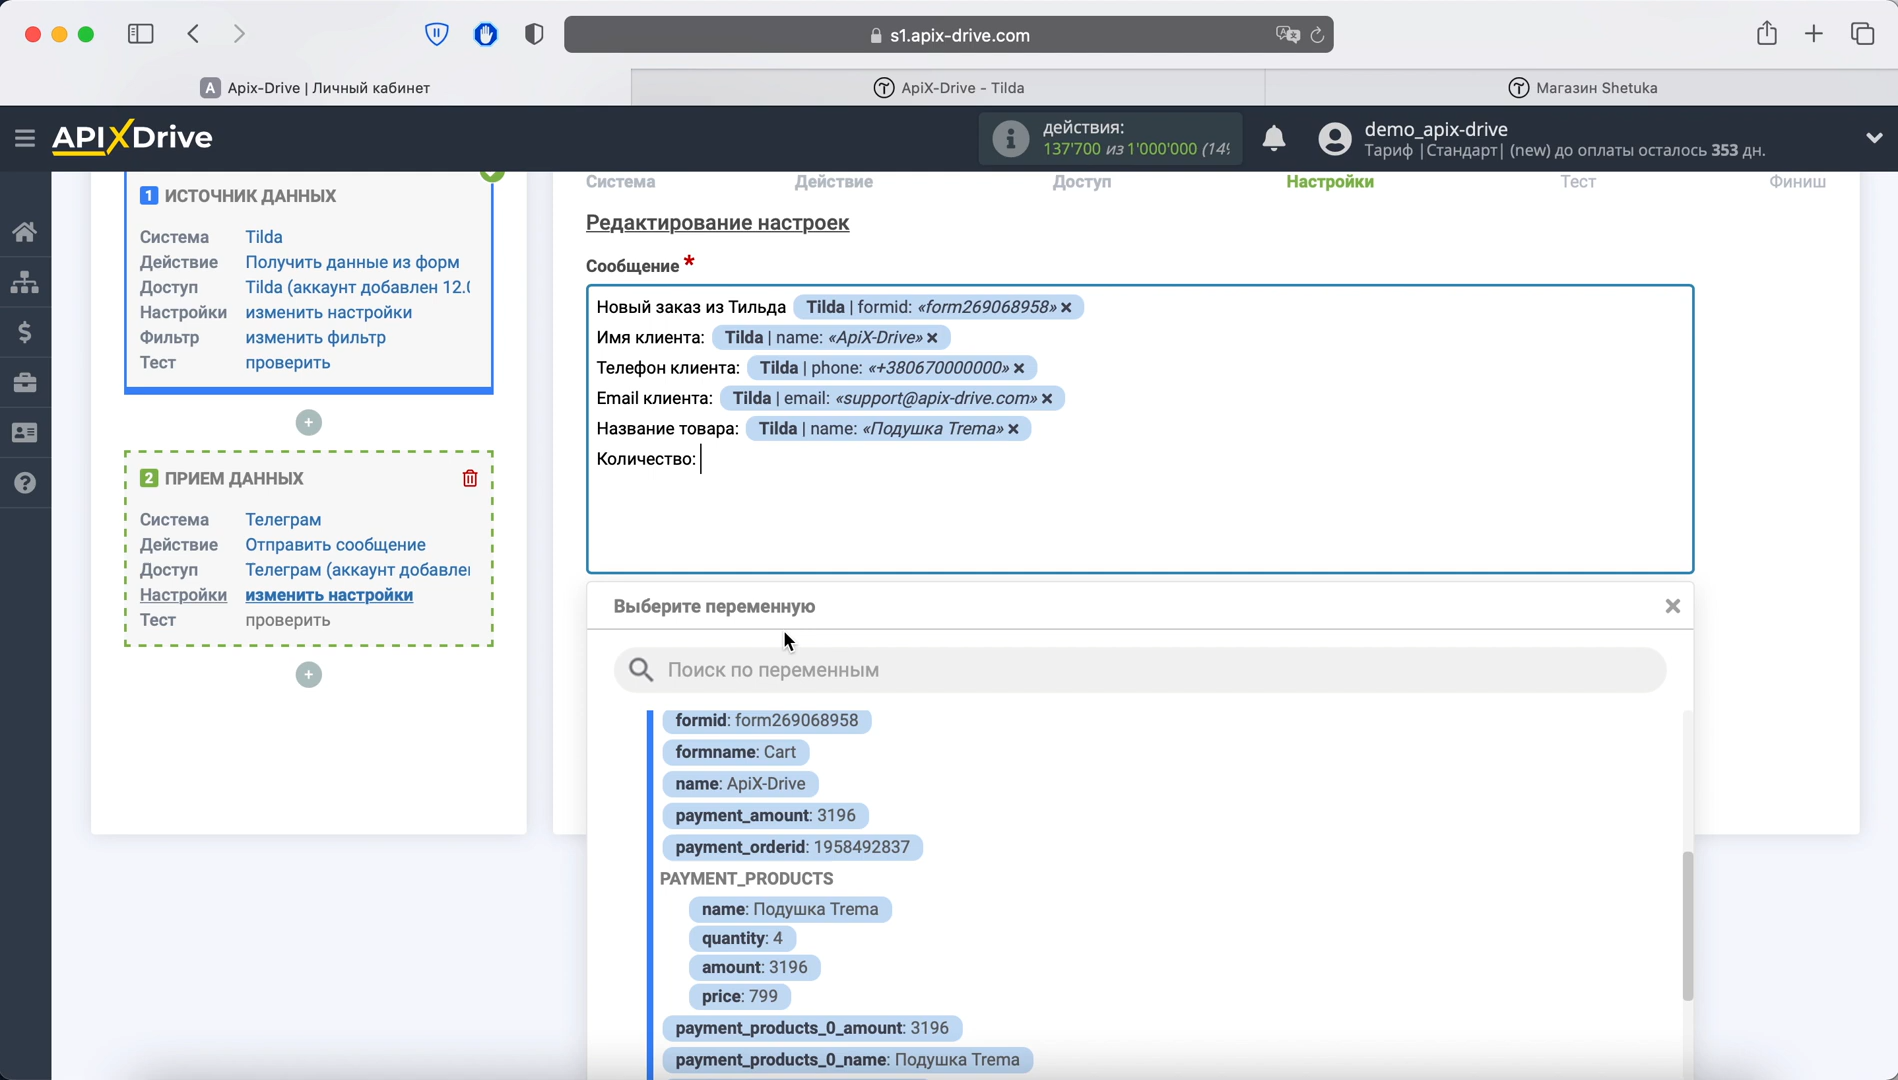 s1.apix-drive.com
A Apix-Drive | Личный кабинет
ApiX-Drive - Tilda
Магазин Shetuka
APIXDrive
действия:
137'700 из 1'000'000 (14%
demo_apix-drive
Тариф |Стандарт| (new) до оплаты осталось 353 дн.
1 ИСТОЧНИК ДАННЫХ
Система Tilda
Действие Получить данные из форм
Доступ Tilda (аккаунт добавлен 12.0
Настройки изменить настройки
Фильтр изменить фильтр
Тест проверить
2 ПРИЕМ ДАННЫХ
Система Телеграм
Действие Отправить сообщение
Доступ Телеграм (аккаунт добавлен
Настройки изменить настройки
Тест проверить
Система Действие Доступ Настройки Тест Финиш
Редактирование настроек
Сообщение *
Новый заказ из Тильда Tilda | formid: «form269068958» ×
Имя клиента: Tilda | name: «ApiX-Drive» ×
Телефон клиента: Tilda | phone: «+380670000000» ×
Email клиента: Tilda | email: «support@apix-drive.com» ×
Название товара: Tilda | name: «Подушка Trema» ×
Количество:
Выберите переменную
Поиск по переменным
formid: form269068958
formname: Cart
name: ApiX-Drive
payment_amount: 3196
payment_orderid: 1958492837
PAYMENT_PRODUCTS
name: Подушка Trema
quantity: 4
amount: 3196
price: 799
payment_products_0_amount: 3196
payment_products_0_name: Подушка Trema